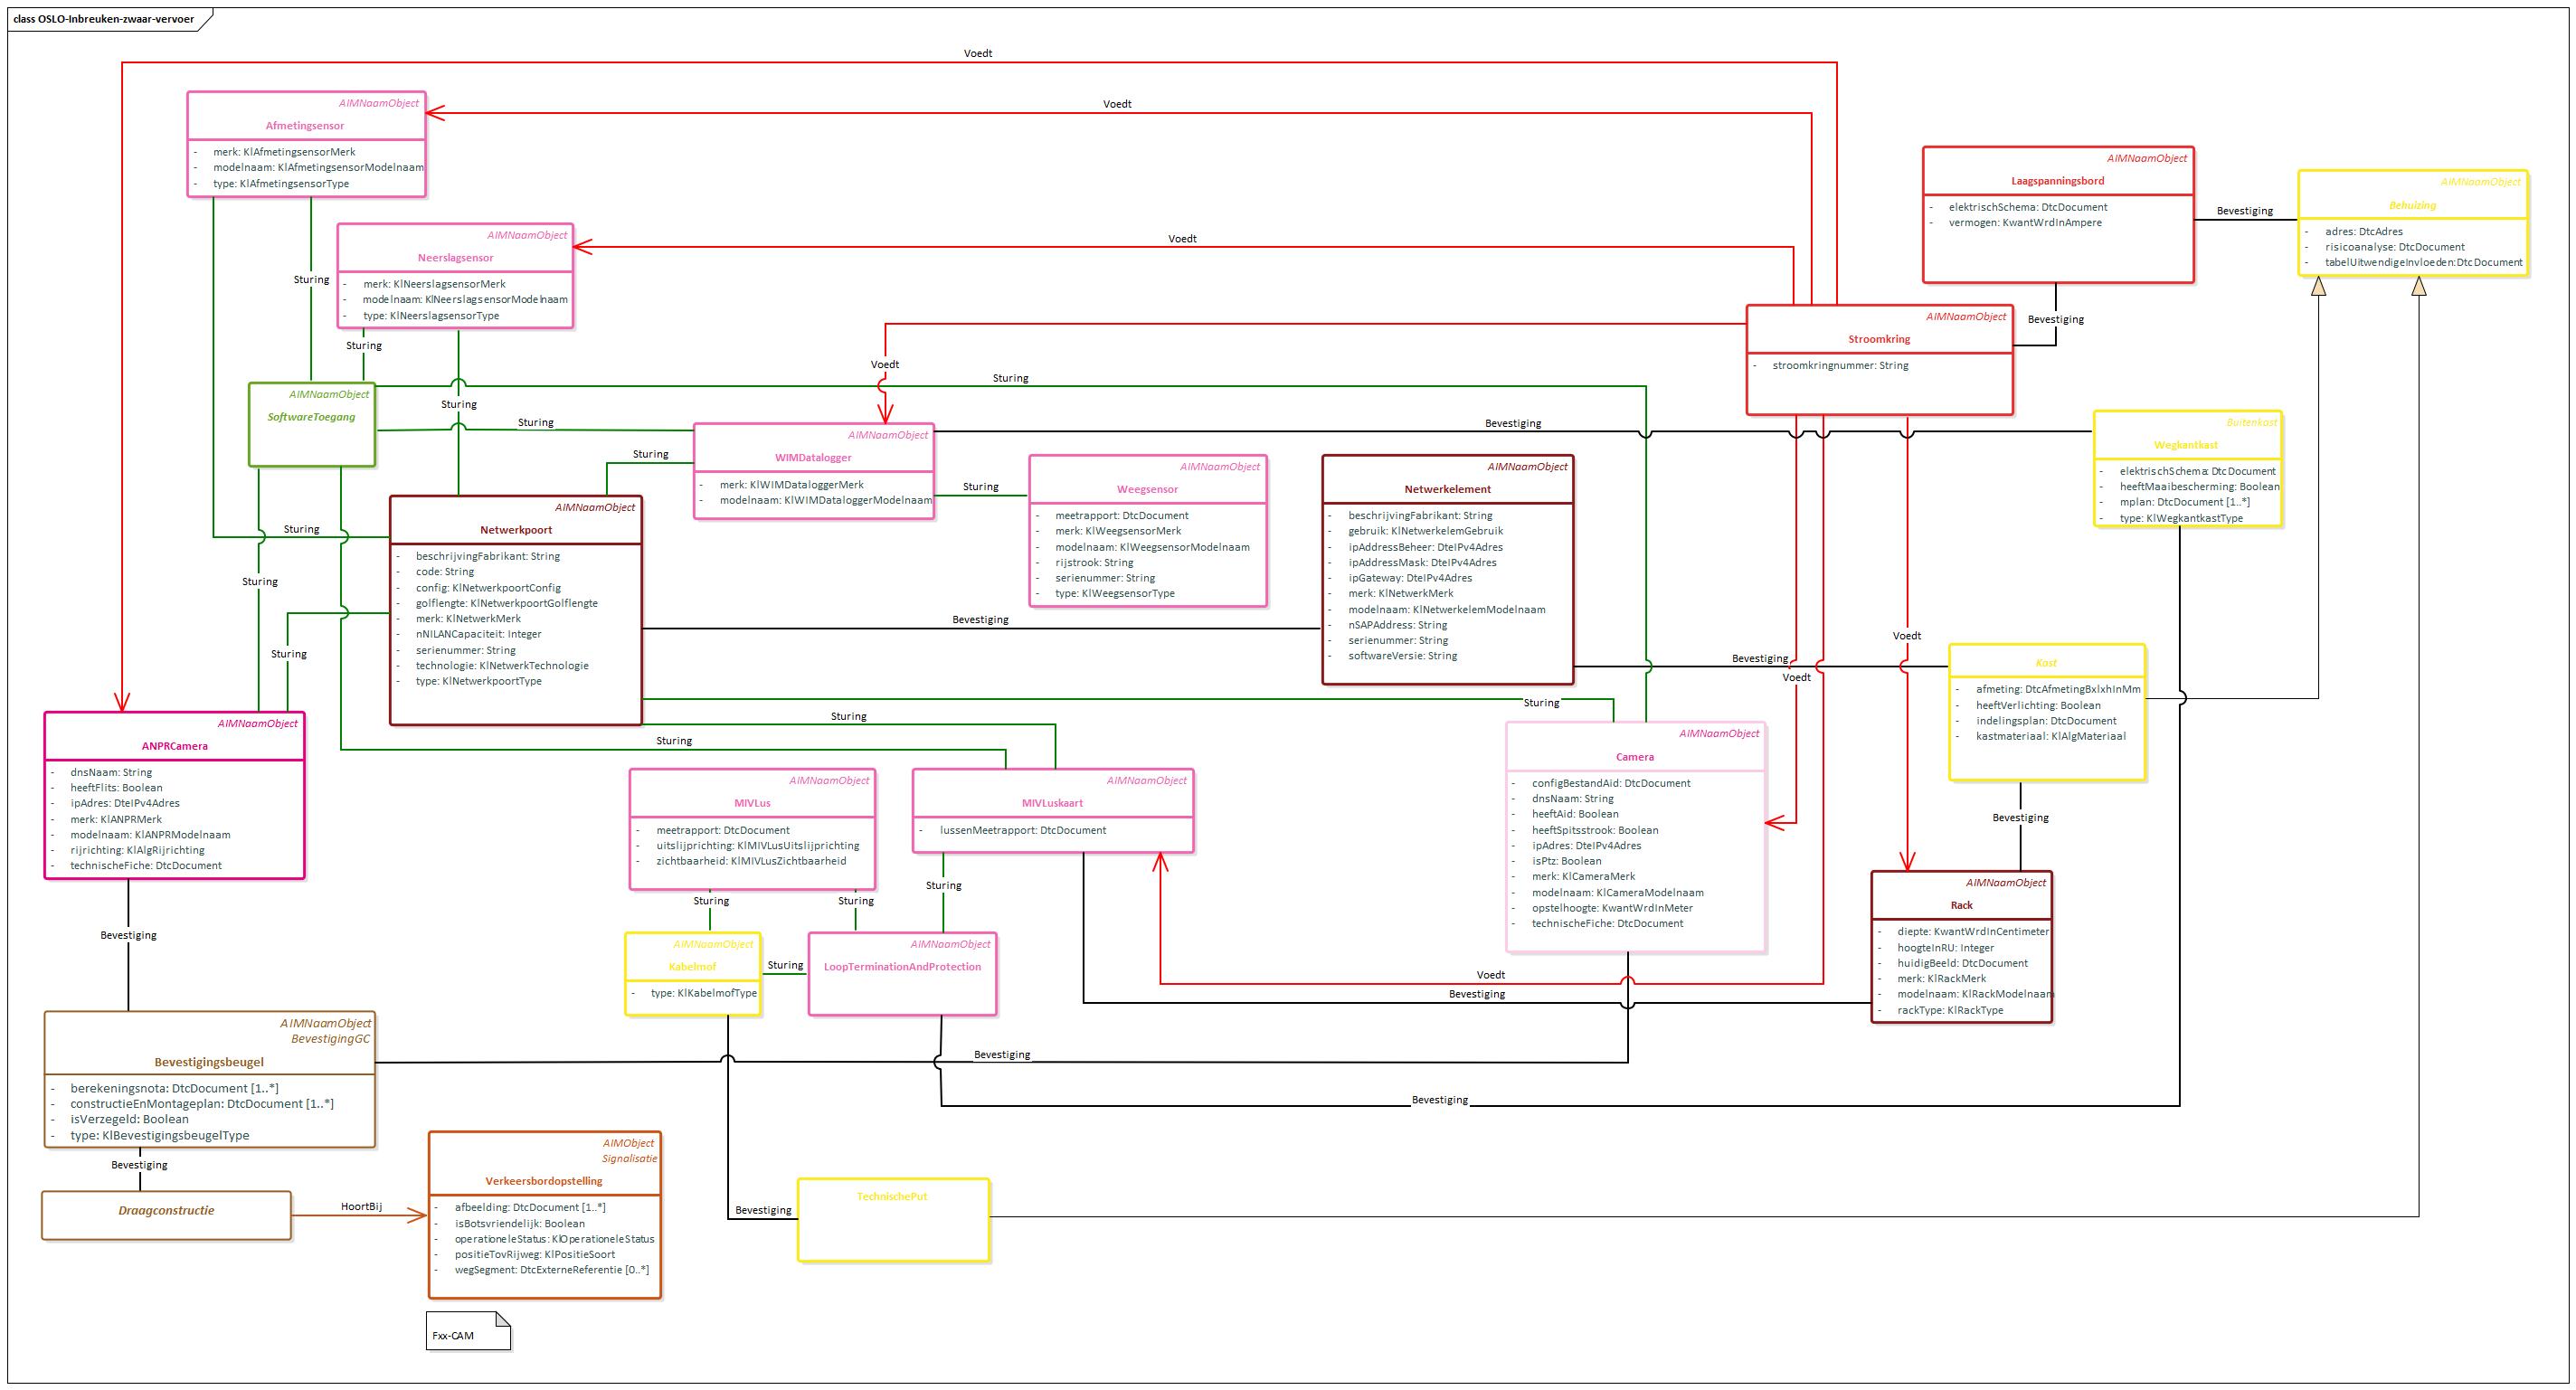 class OSLO-Inbreuken-zwaar-vervoer
Voedt
AIMNaamObject
Afmetingsensor
- merk: KlAfmetingsensorMerk
- modelnaam: KlAfmetingsensorModelnaam
- type: KlAfmetingsensorType
Voedt
AIMNaamObject
Neerslagsensor
- merk: KlNeerslagsensorMerk
- modelnaam: KlNeerslagsensorModelnaam
- type: KlNeerslagsensorType
Voedt
AIMNaamObject
Laagspanningsbord
- elektrischSchema: DtcDocument
- vermogen: KwantWrdInAmpere
Bevestiging
AIMNaamObject
Behuizing
- adres: DtcAdres
- risicoanalyse: DtcDocument
- tabelUitwendigeInvloeden:DtcDocument
Sturing
Sturing
Bevestiging
AIMNaamObject
Stroomkring
- stroomkringnummer: String
Voedt
AIMNaamObject
SoftwareToegang
Sturing
Sturing
Sturing
Sturing
AIMNaamObject
WIMDatalogger
- merk: KlWIMDataloggerMerk
- modelnaam: KlWIMDataloggerModelnaam
Bevestiging
Buitenkast
Wegkantkast
- elektrischSchema: DtcDocument
- heeftMaaibescherming: Boolean
- mplan: DtcDocument [1..*]
- type: KlWegkantkastType
Sturing
AIMNaamObject
Weegsensor
- meetrapport: DtcDocument
- merk: KlWeegsensorMerk
- modelnaam: KlWeegsensorModelnaam
- rijstrook: String
- serienummer: String
- type: KlWeegsensorType
AIMNaamObject
Netwerkelement
- beschrijvingFabrikant: String
- gebruik: KlNetwerkelemGebruik
- ipAddressBeheer: DteIPv4Adres
- ipAddressMask: DteIPv4Adres
- ipGateway: DteIPv4Adres
- merk: KlNetwerkMerk
- modelnaam: KlNetwerkelemModelnaam
- nSAPAddress: String
- serienummer: String
- softwareVersie: String
AIMNaamObject
Netwerkpoort
- beschrijvingFabrikant: String
- code: String
- config: KlNetwerkpoortConfig
- golflengte: KlNetwerkpoortGolflengte
- merk: KlNetwerkMerk
- nNILANCapaciteit: Integer
- serienummer: String
- technologie: KlNetwerkTechnologie
- type: KlNetwerkpoortType
Sturing
Sturing
Sturing
Bevestiging
Bevestiging
Voedt
Voedt
AIMNaamObject
Kast
- afmeting: DtcAfmetingBxlxhInMm
- heeftVerlichting: Boolean
- indelingsplan: DtcDocument
- kastmateriaal: KlAlgMateriaal
Sturing
Sturing
Sturing
AIMNaamObject
ANPRCamera
- dnsNaam: String
- heeftFlits: Boolean
- ipAdres: DteIPv4Adres
- merk: KlANPRMerk
- modelnaam: KlANPRModelnaam
- rijrichting: KlAlgRijrichting
- technischeFiche: DtcDocument
AIMNaamObject
MIVLus
- meetrapport: DtcDocument
- uitslijprichting: KlMIVLusUitslijprichting
- zichtbaarheid: KlMIVLusZichtbaarheid
AIMNaamObject
MIVLuskaart
- lussenMeetrapport: DtcDocument
AIMNaamObject
Camera
- configBestandAid: DtcDocument
- dnsNaam: String
- heeftAid: Boolean
- heeftSpitsstrook: Boolean
- ipAdres: DteIPv4Adres
- isPtz: Boolean
- merk: KlCameraMerk
- modelnaam: KlCameraModelnaam
- opstelhoogte: KwantWrdInMeter
- technischeFiche: DtcDocument
Bevestiging
AIMNaamObject
Rack
- diepte: KwantWrdInCentimeter
- hoogteInRU: Integer
- huidigBeeld: DtcDocument
- merk: KlRackMerk
- modelnaam: KlRackModelnaam
- rackType: KlRackType
Sturing
Sturing
Sturing
Bevestiging
AIMNaamObject
Kabelmof
- type: KlKabelmofType
Sturing
AIMNaamObject
LoopTerminationAndProtection
Voedt
Bevestiging
AIMNaamObject
BevestigingGC
Bevestigingsbeugel
- berekeningsnota: DtcDocument [1..*]
- constructieEnMontageplan: DtcDocument [1..*]
- isVerzegeld: Boolean
- type: KlBevestigingsbeugelType
Bevestiging
Bevestiging
Bevestiging
Draagconstructie
HoortBij
AIMObject
Signalisatie
Verkeersbordopstelling
- afbeelding: DtcDocument [1..*]
- isBotsvriendelijk: Boolean
- operationeleStatus: KlOperationeleStatus
- positieTovRijweg: KlPositieSoort
- wegSegment: DtcExterneReferentie [0..*]
Bevestiging
TechnischePut
Fxx-CAM